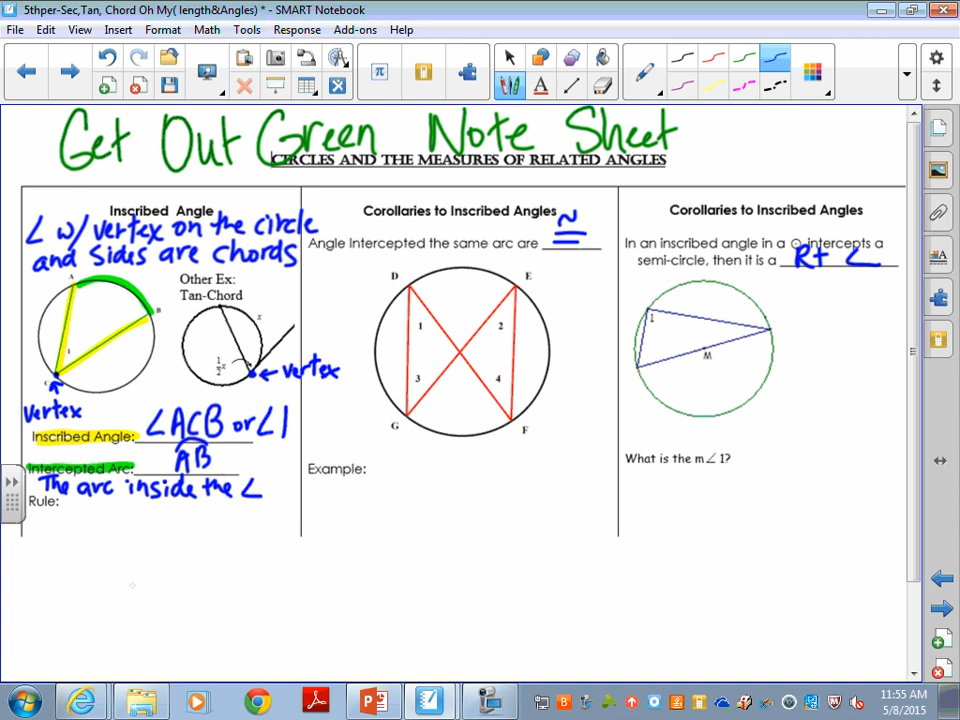 5thper-Sec,Tan, Chord Oh My( length&Angles) * - SMART Notebook
File Edit View Insert Format Math Tools Response Add-ons Help
Get Out Green Note Sheet
CIRCLES AND THE MEASURES OF RELATED ANGLES
Inscribed Angle
∠ w/ vertex on the circle
and sides are chords
Other Ex:
Tan-Chord
A
B
C
1
x
1/2 x
vertex
← vertex
Inscribed Angle: ∠ACB or ∠1
Intercepted Arc: AB
The arc inside the ∠
Rule:
Corollaries to Inscribed Angles
Angle Intercepted the same arc are ≅
D E
1 2
3 4
G F
Example:
Corollaries to Inscribed Angles
In an inscribed angle in a ⊙ intercepts a
semi-circle, then it is a Rt ∠
1
M
What is the m∠1?
11:55 AM
5/8/2015